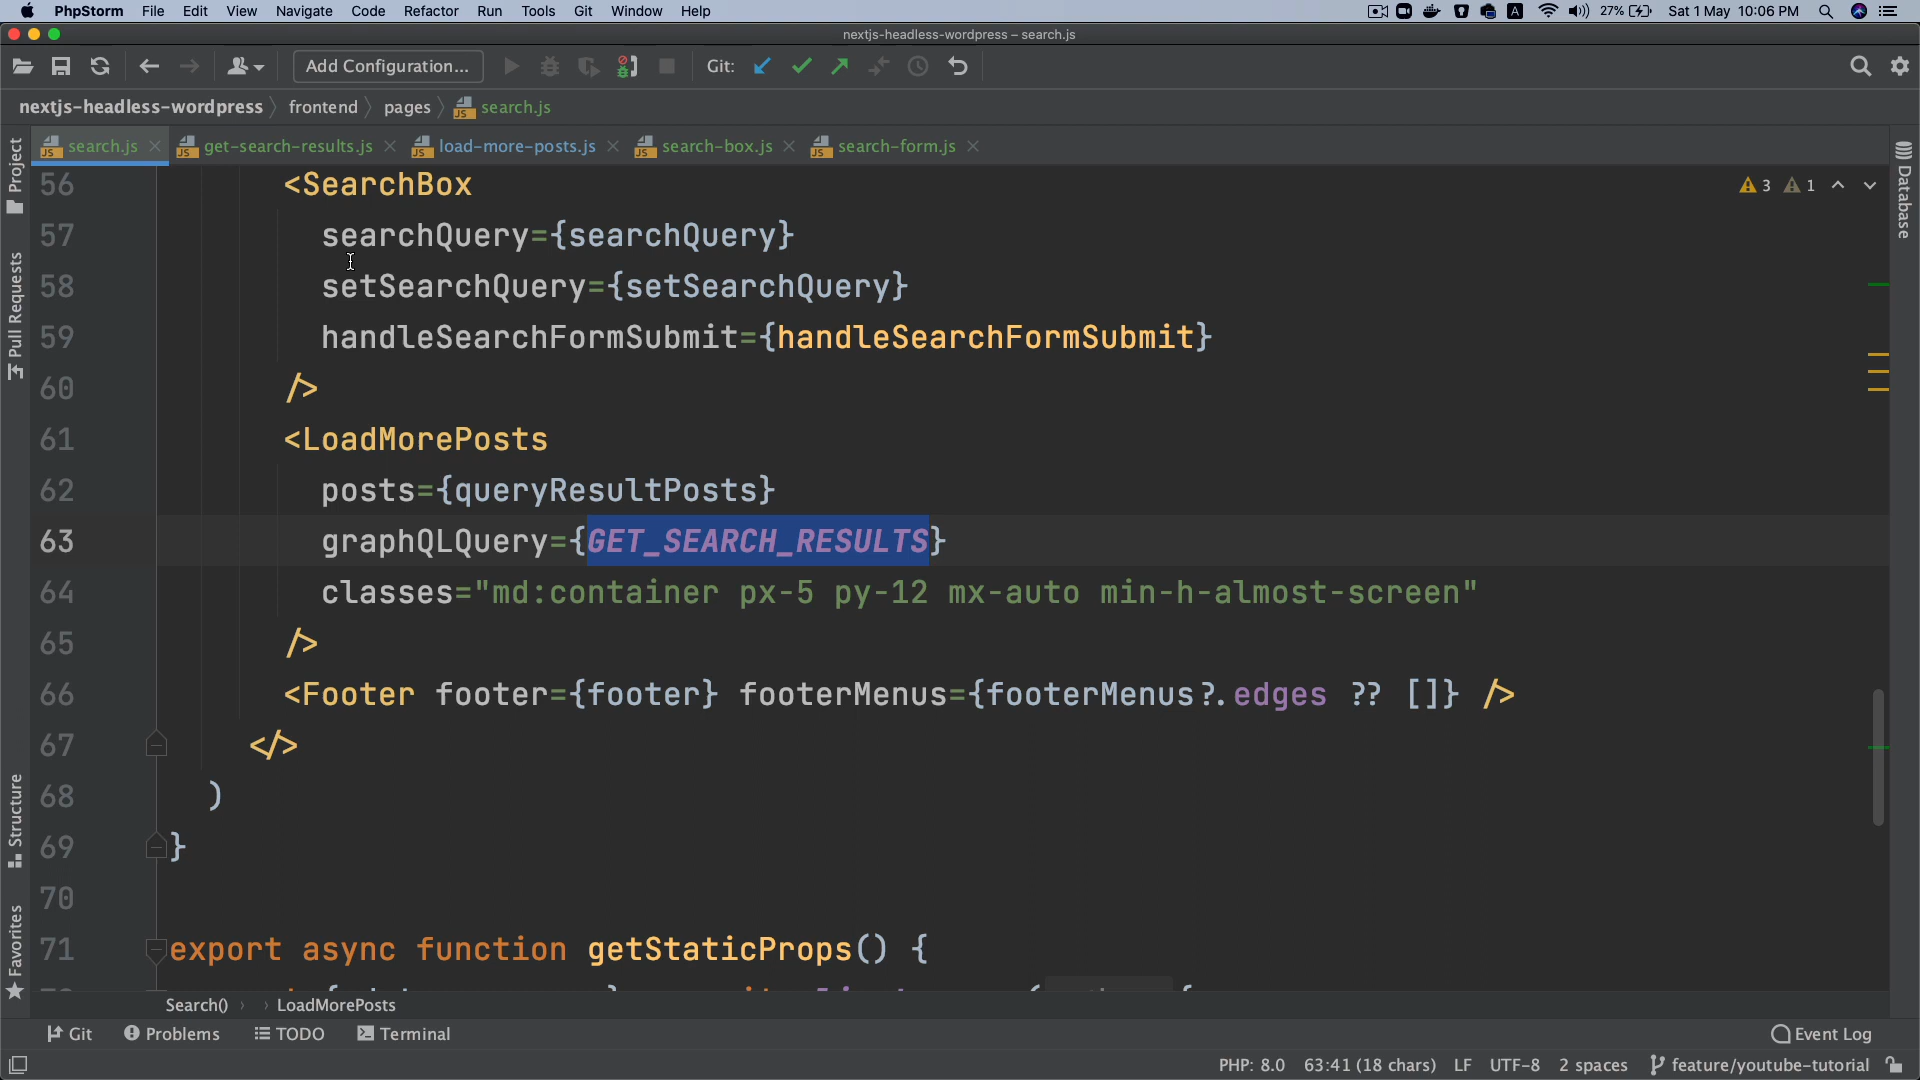 PhpStorm File Edit View Navigate Code Refactor Run Tools Git Window Help A 27% Sat 1 May 10:06 PM
nextjs-headless-wordpress – search.js
Add Configuration... Git:
nextjs-headless-wordpress frontend pages search.js
search.js get-search-results.js load-more-posts.js search-box.js search-form.js
Project
Pull Requests
Structure
Favorites
Database
3 1
56 <SearchBox
57 searchQuery={searchQuery}
58 setSearchQuery={setSearchQuery}
59 handleSearchFormSubmit={handleSearchFormSubmit}
60 />
61 <LoadMorePosts
62 posts={queryResultPosts}
63 graphQLQuery={GET_SEARCH_RESULTS}
64 classes="md:container px-5 py-12 mx-auto min-h-almost-screen"
65 />
66 <Footer footer={footer} footerMenus={footerMenus?.edges ?? []} />
67 </>
68 )
69 }
70
71 export async function getStaticProps() {
Search() LoadMorePosts
Git Problems TODO Terminal Event Log
PHP: 8.0 63:41 (18 chars) LF UTF-8 2 spaces feature/youtube-tutorial